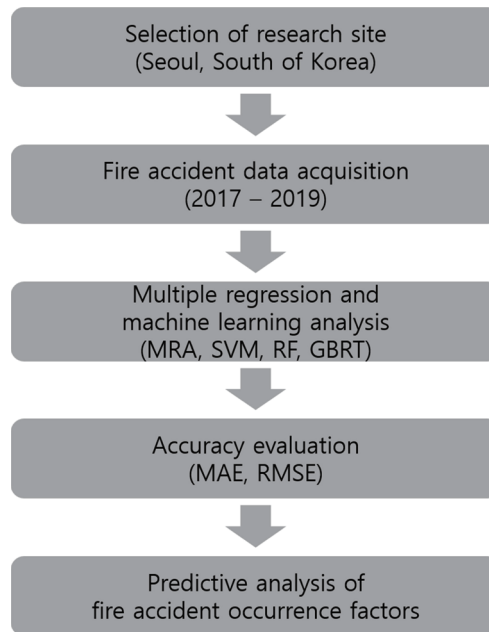 Selection of research site
(Seoul, South of Korea)
Fire accident data acquisition
(2017 – 2019)
Multiple regression and
machine learning analysis
(MRA, SVM, RF, GBRT)
Accuracy evaluation
(MAE, RMSE)
Predictive analysis of
fire accident occurrence factors